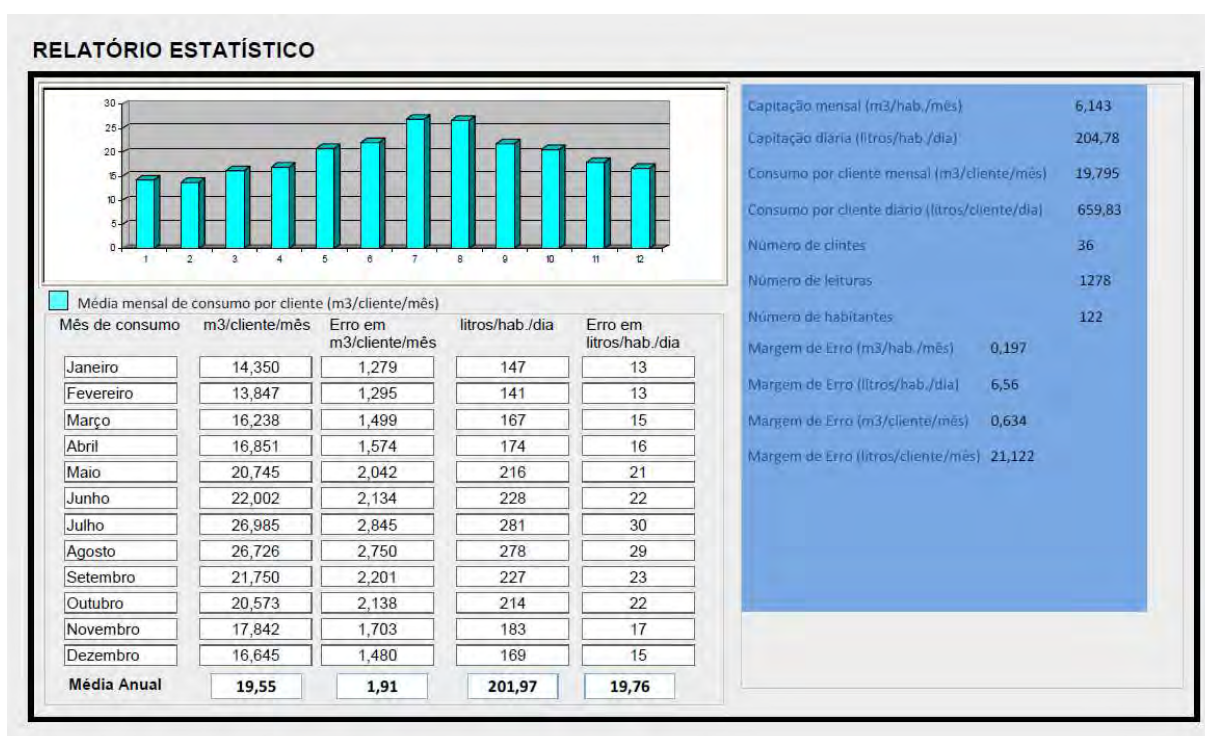 RELATÓRIO ESTATÍSTICO
30
25
20
15
10
5
0
1 2 3 4 5 6 7 8 9 10 11 12
Média mensal de consumo por cliente (m3/cliente/mês)
Mês de consumo m3/cliente/mês Erro em m3/cliente/mês litros/hab./dia Erro em litros/hab./dia
Janeiro 14,350 1,279 147 13
Fevereiro 13,847 1,295 141 13
Março 16,238 1,499 167 15
Abril 16,851 1,574 174 16
Maio 20,745 2,042 216 21
Junho 22,002 2,134 228 22
Julho 26,985 2,845 281 30
Agosto 26,726 2,750 278 29
Setembro 21,750 2,201 227 23
Outubro 20,573 2,138 214 22
Novembro 17,842 1,703 183 17
Dezembro 16,645 1,480 169 15
Média Anual 19,55 1,91 201,97 19,76
Capitação mensal (m3/hab./mês) 6,143
Capitação diária (litros/hab./dia) 204,78
Consumo por cliente mensal (m3/cliente/mês) 19,795
Consumo por cliente diário (litros/cliente/dia) 659,83
Número de clintes 36
Número de leituras 1278
Número de habitantes 122
Margem de Erro (m3/hab./mês) 0,197
Margem de Erro (litros/hab./dia) 6,56
Margem de Erro (m3/cliente/mês) 0,634
Margem de Erro (litros/cliente/mês) 21,122